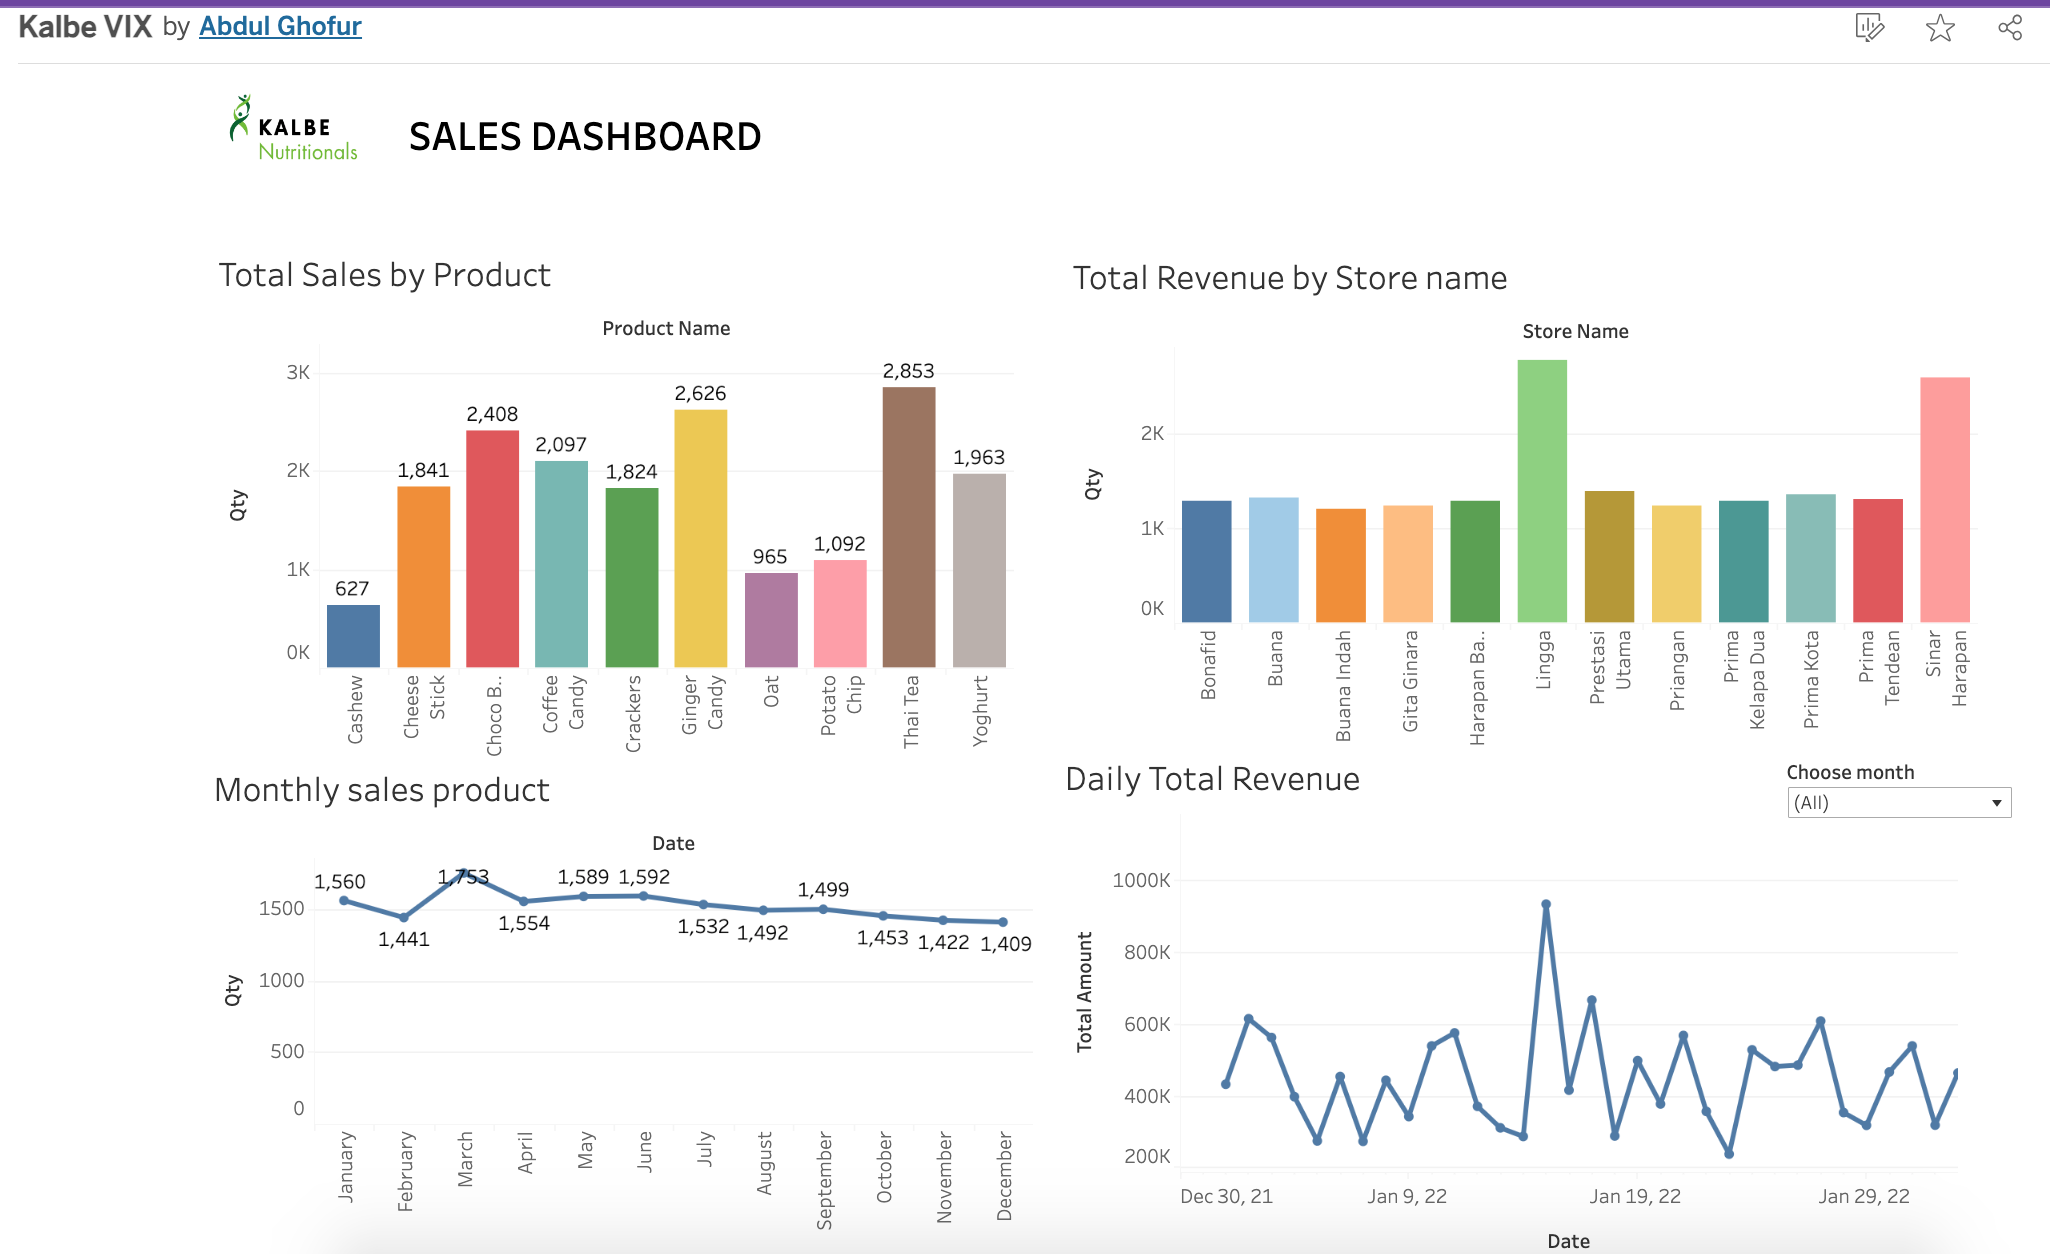 Kalbe VIX by Abdul Ghofur
KALBE
Nutritionals
SALES DASHBOARD
Total Sales by Product
Product Name
3K
2K
1K
0K
Qty
627
1,841
2,408
2,097
1,824
2,626
965
1,092
2,853
1,963
Cashew
Cheese
Stick
Choco B..
Coffee
Candy
Crackers
Ginger
Candy
Oat
Potato
Chip
Thai Tea
Yoghurt
Total Revenue by Store name
Store Name
2K
1K
0K
Qty
Bonafid
Buana
Buana Indah
Gita Ginara
Harapan Ba..
Lingga
Prestasi
Utama
Priangan
Prima
Kelapa Dua
Prima Kota
Prima
Tendean
Sinar
Harapan
Monthly sales product
Date
1500
1000
500
0
Qty
1,560
1,441
1,753
1,554
1,589
1,592
1,532
1,492
1,499
1,453
1,422
1,409
January
February
March
April
May
June
July
August
September
October
November
December
Daily Total Revenue
Choose month
(All)
1000K
800K
600K
400K
200K
Total Amount
Dec 30, 21
Jan 9, 22
Jan 19, 22
Jan 29, 22
Date